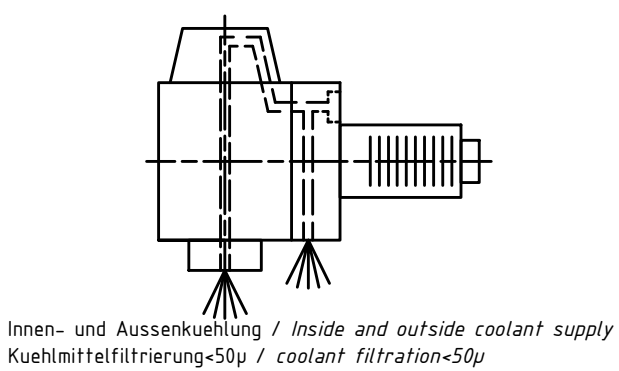 Innen- und Aussenkuehlung / Inside and outside coolant supply
Kuehlmittelfiltrierung<50µ / coolant filtration<50µ